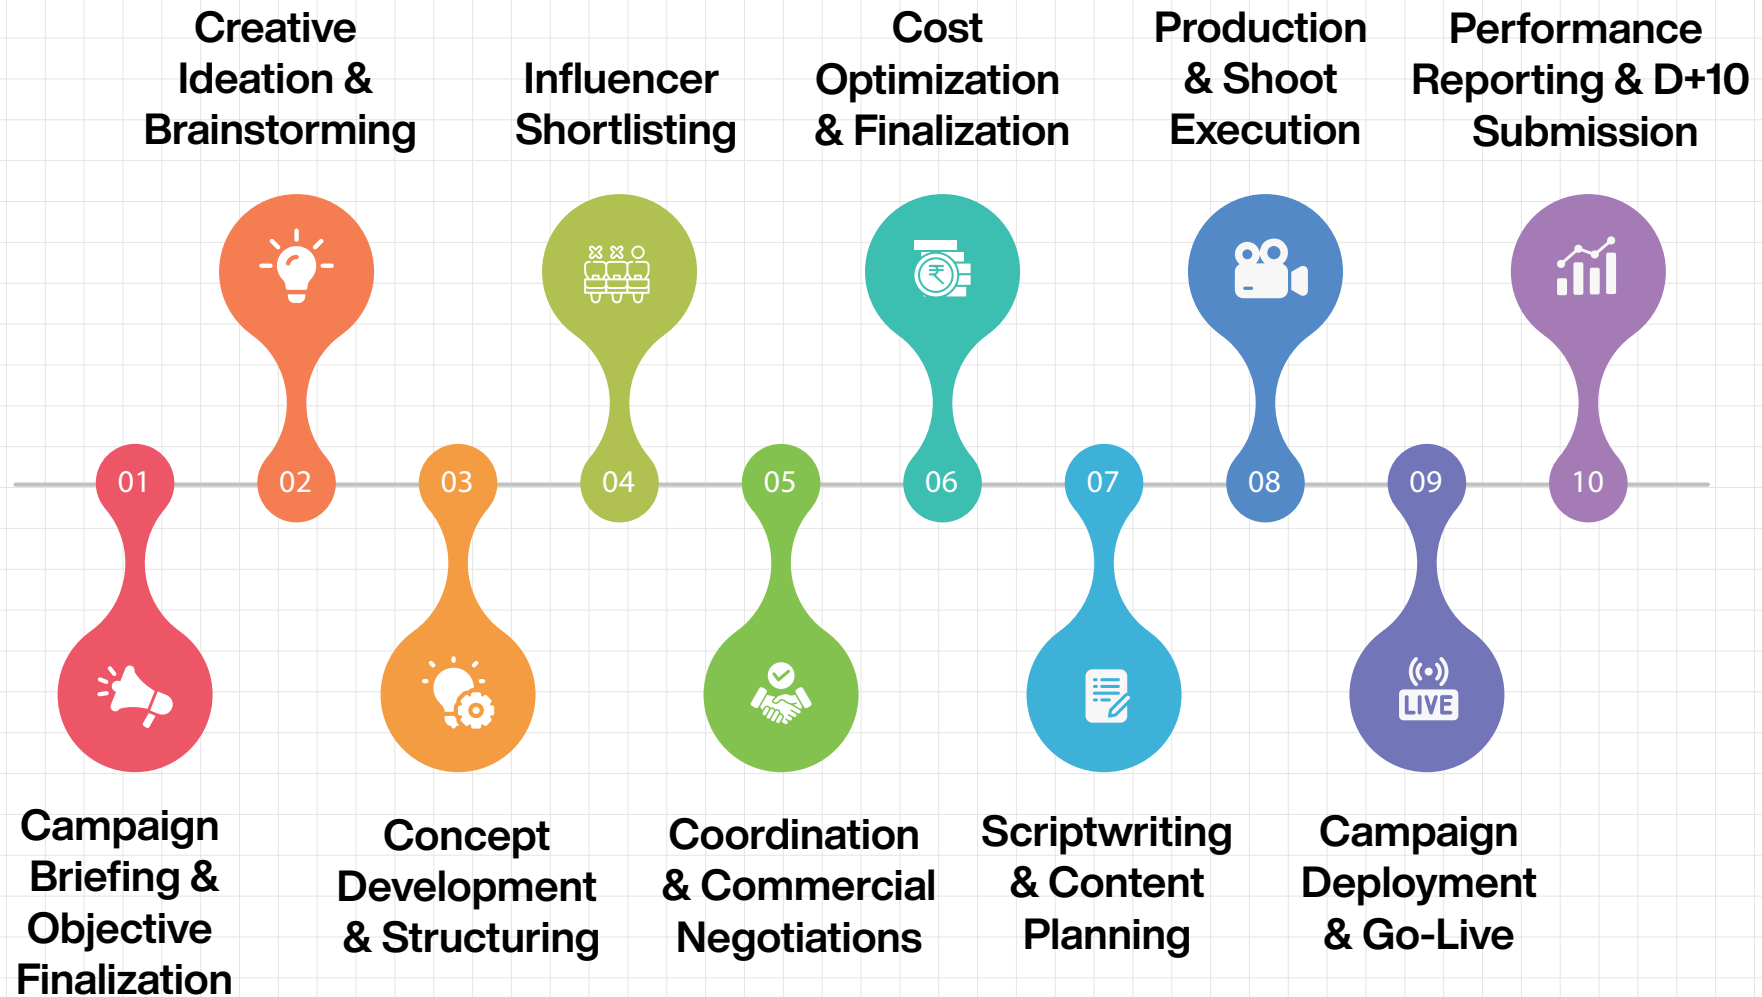 Creative
Ideation &
Brainstorming
Influencer
Shortlisting
Cost
Optimization
& Finalization
Production
& Shoot
Execution
Performance
Reporting & D+10
Submission
₹
01
02
03
04
05
06
07
08
09
10
LIVE
Campaign
Briefing &
Objective
Finalization
Concept
Development
& Structuring
Coordination
& Commercial
Negotiations
Scriptwriting
& Content
Planning
Campaign
Deployment
& Go-Live